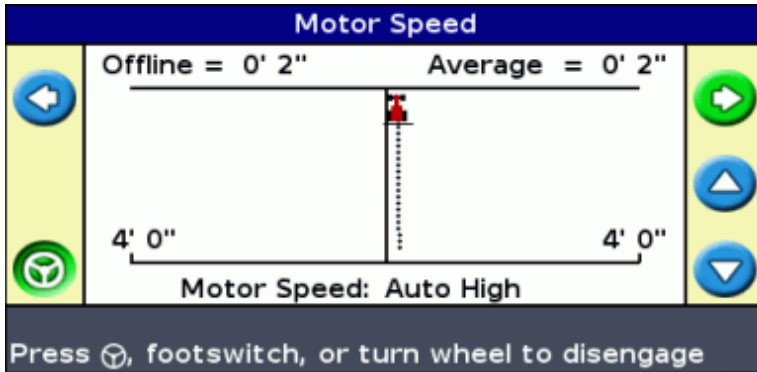 Motor Speed
Offline = 0' 2" Average = 0' 2"
4' 0" 4' 0"
Motor Speed: Auto High
Press , footswitch, or turn wheel to disengage